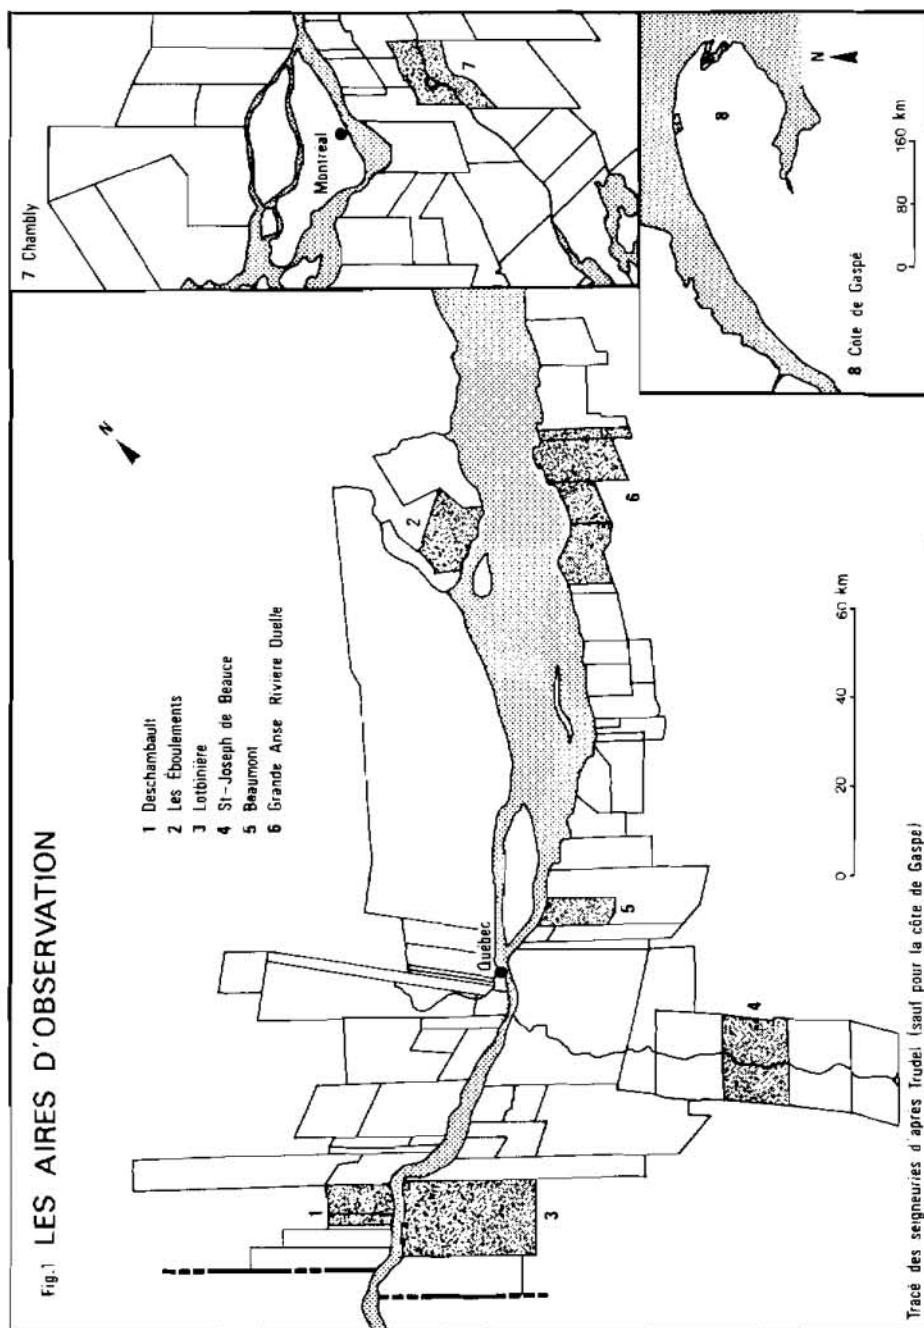 Fig.1 LES AIRES D'OBSERVATION
1 Deschambault
2 Les Éboulements
3 Lotbinière
4 St-Joseph de Beauce
5 Beaumont
6 Grande Anse Rivière Ouelle
N
1
2
3
4
5
6
Québec
0 20 40 60 km
7 Chambly
Montréal
7
8 Côte de Gaspé
8
N
0 80 160 km
Tracé des seigneuries d'après Trudel (sauf pour la côte de Gaspé)